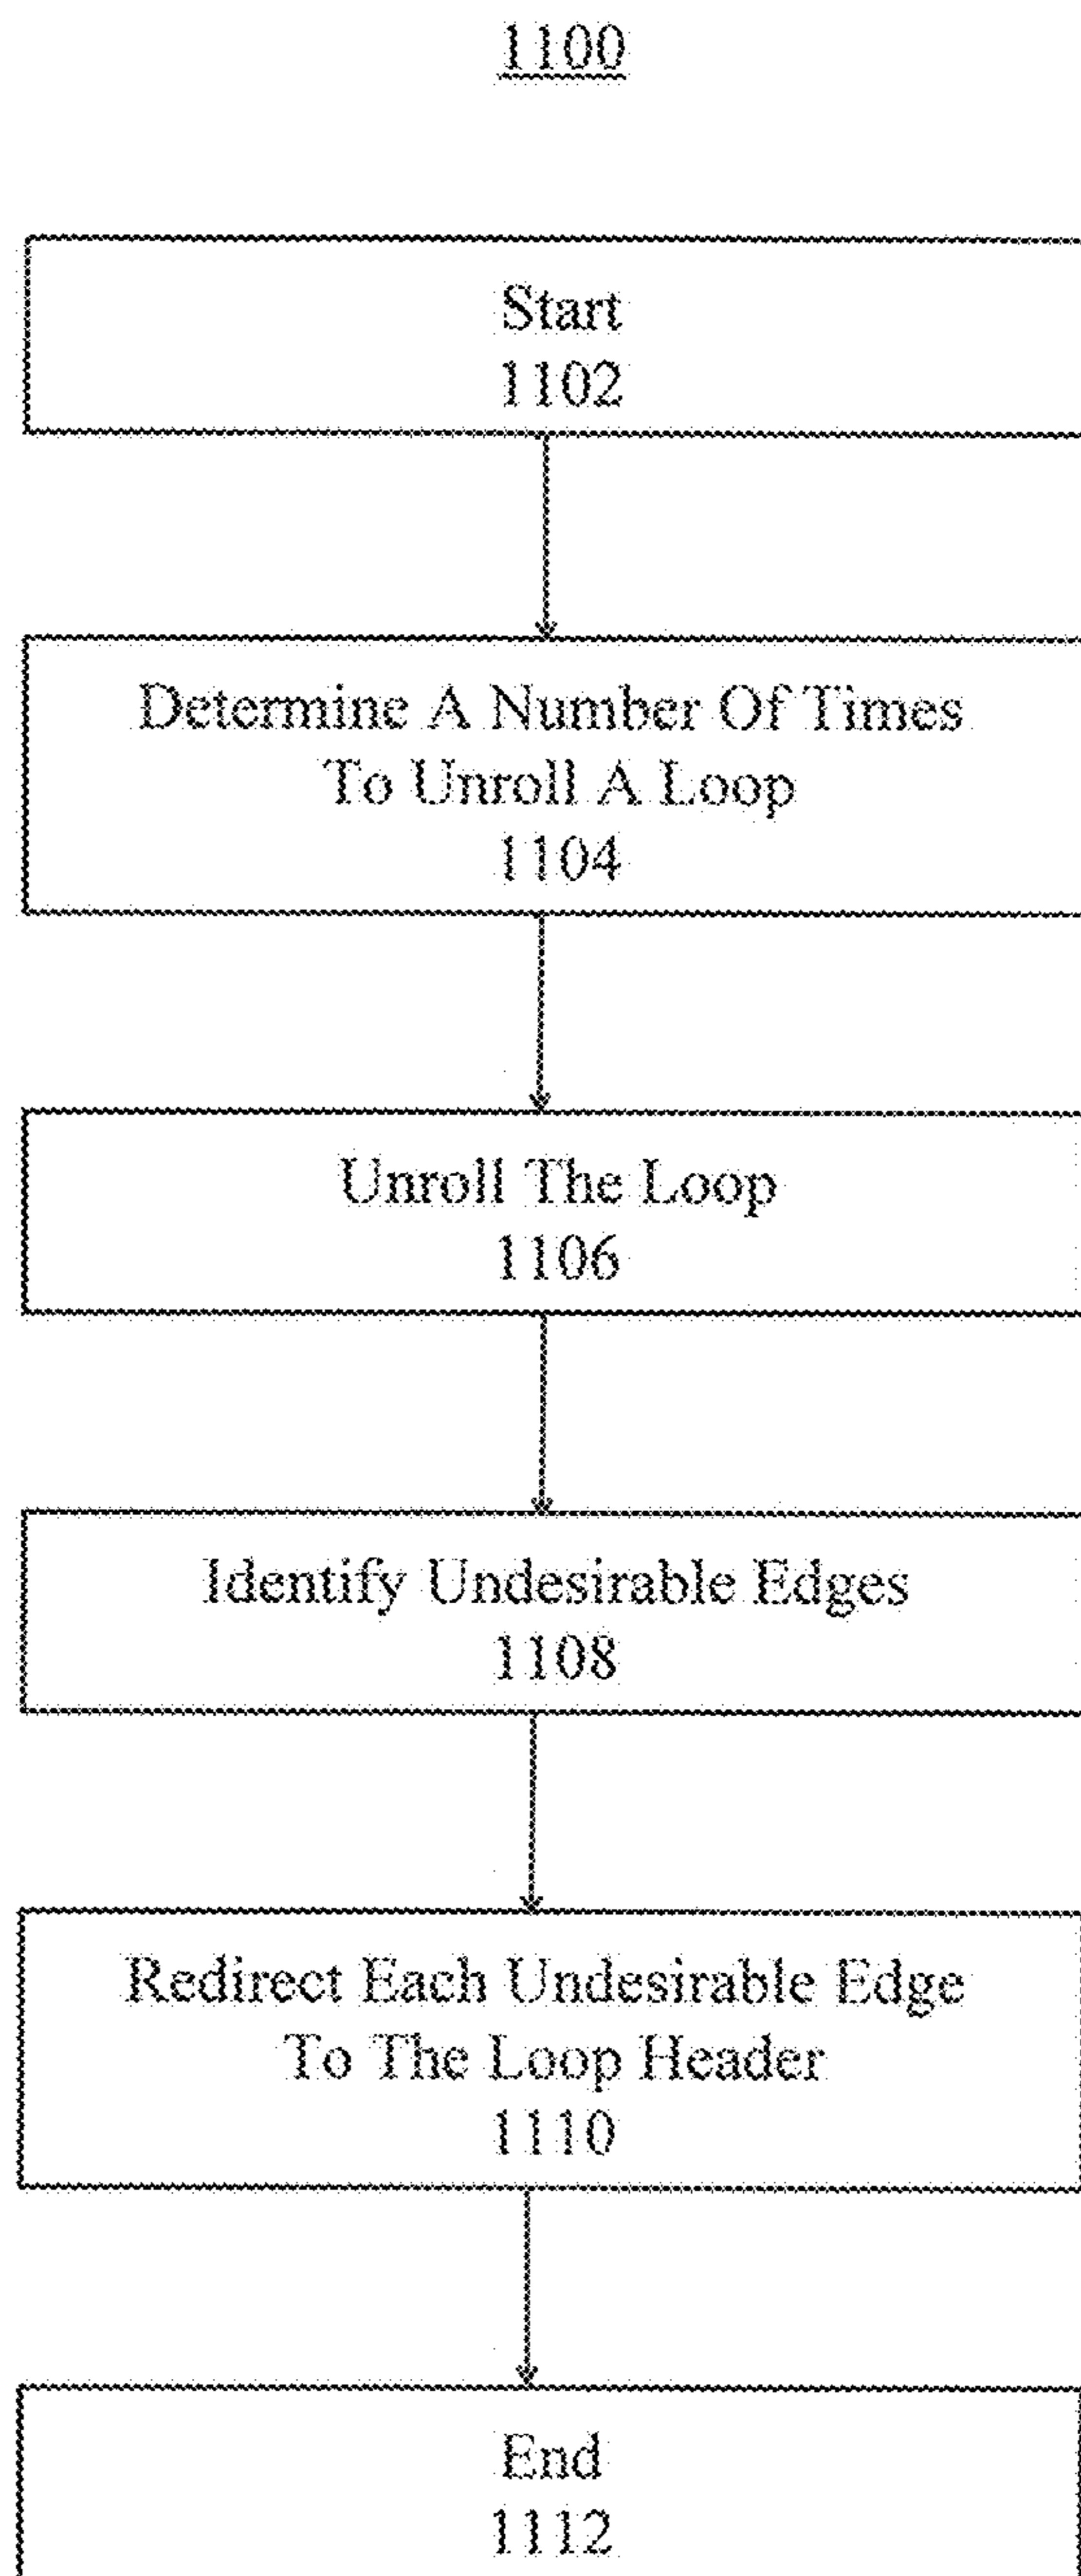 1100
Start
1102
Determine A Number Of Times
To Unroll A Loop
1104
Unroll The Loop
1106
Identify Undesirable Edges
1108
Redirect Each Undesirable Edge
To The Loop Header
1110
End
1112